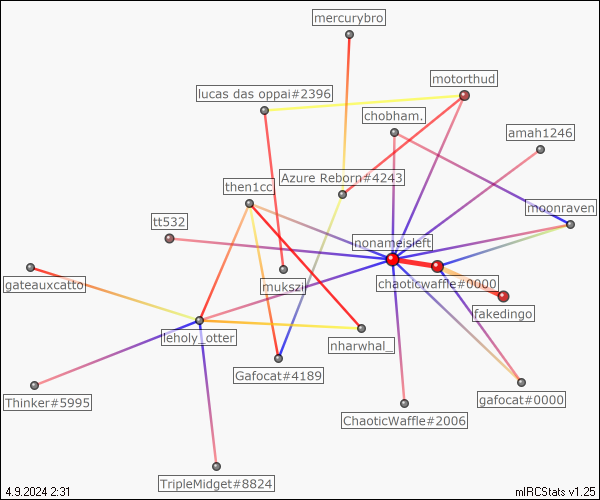 mercurybro
motorthud
lucas das oppai#2396
chobham.
amah1246
Azure Reborn#4243
then1cc
moonraven
tt532
nonameisleft
gateauxcatto
mukszi
chaoticwaffle#0000
fakedingo
leholy_otter
nharwhal_
Gafocat#4189
Thinker#5995
gafocat#0000
ChaoticWaffle#2006
TripleMidget#8824
4.9.2024 2:31
mIRCStats v1.25